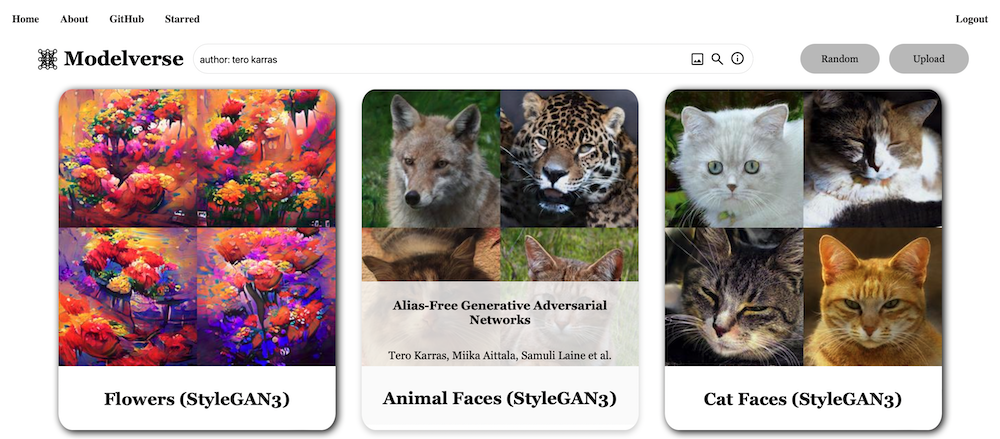 Home About GitHub Starred Logout
Modelverse author: tero karras Random Upload
Alias-Free Generative Adversarial
Networks
Tero Karras, Miika Aittala, Samuli Laine et al.
Flowers (StyleGAN3) Animal Faces (StyleGAN3) Cat Faces (StyleGAN3)